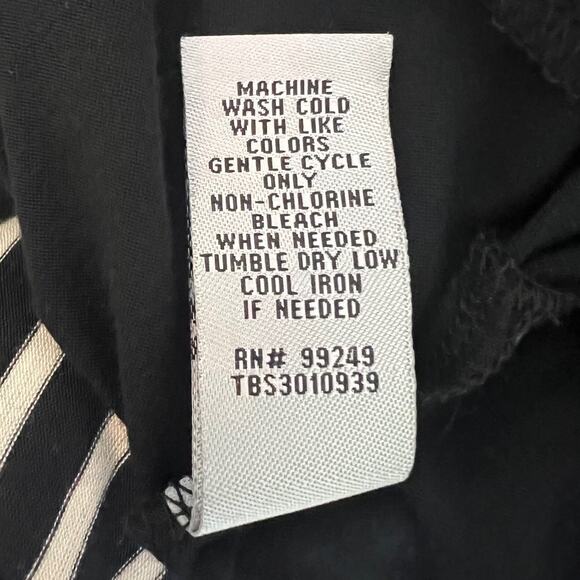 MACHINE
WASH COLD
WITH LIKE
COLORS
GENTLE CYCLE
ONLY
NON-CHLORINE
BLEACH
WHEN NEEDED
TUMBLE DRY LOW
COOL IRON
IF NEEDED
RN# 99249
TBS3010939